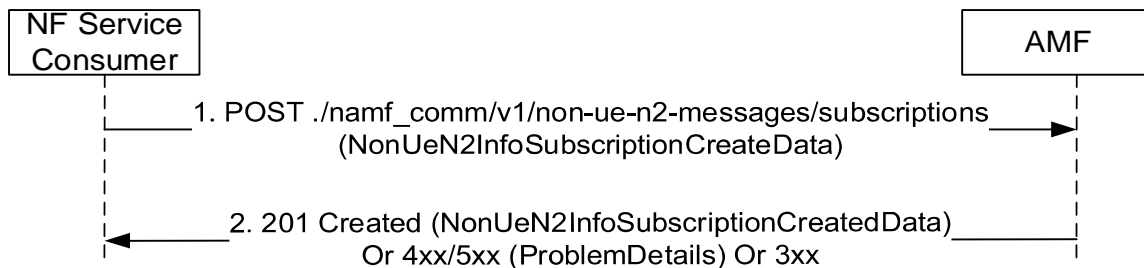 NF Service
Consumer
AMF
1. POST ./namf_comm/v1/non-ue-n2-messages/subscriptions
(NonUeN2InfoSubscriptionCreateData)
2. 201 Created (NonUeN2InfoSubscriptionCreatedData)
Or 4xx/5xx (ProblemDetails) Or 3xx